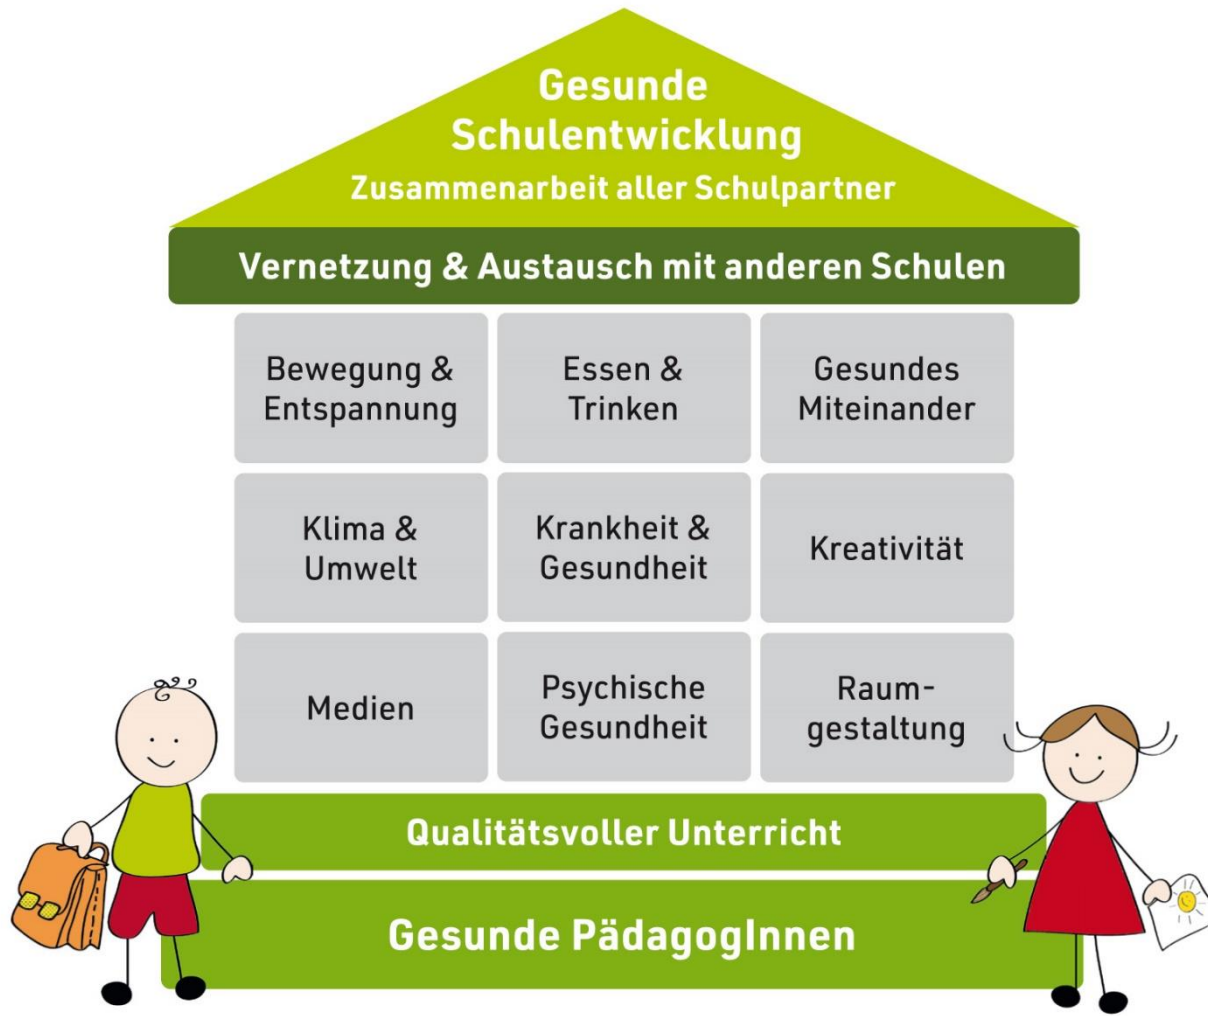 Gesunde
Schulentwicklung
Zusammenarbeit aller Schulpartner
Vernetzung & Austausch mit anderen Schulen
Bewegung &
Entspannung
Essen &
Trinken
Gesundes
Miteinander
Klima &
Umwelt
Krankheit &
Gesundheit
Kreativität
Medien
Psychische
Gesundheit
Raum-
gestaltung
Qualitätsvoller Unterricht
Gesunde PädagogInnen